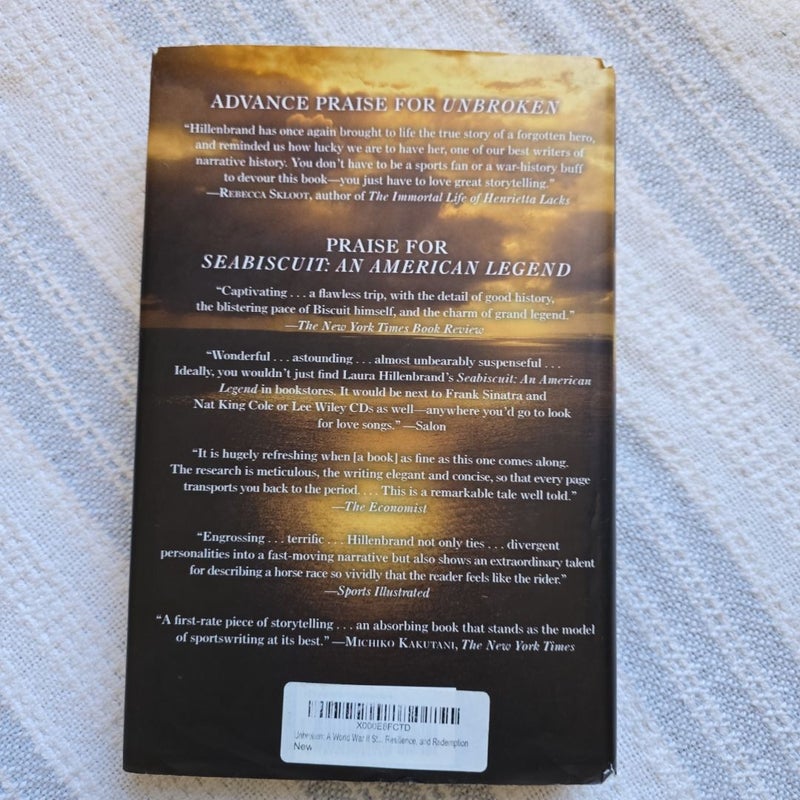 ADVANCE PRAISE FOR UNBROKEN
“Hillenbrand has once again brought to life the true story of a forgotten hero,
and reminded us how lucky we are to have her, one of our best writers of
narrative history. You don’t have to be a sports fan or a war-history buff
to devour this book—you just have to love great storytelling.”
—REBECCA SKLOOT, author of The Immortal Life of Henrietta Lacks
PRAISE FOR
SEABISCUIT: AN AMERICAN LEGEND
“Captivating . . . a flawless trip, with the detail of good history,
the blistering pace of Biscuit himself, and the charm of grand legend.”
—The New York Times Book Review
“Wonderful . . . astounding . . . almost unbearably suspenseful . . .
Ideally, you wouldn’t just find Laura Hillenbrand’s Seabiscuit: An American
Legend in bookstores. It would be next to Frank Sinatra and
Nat King Cole or Lee Wiley CDs as well—anywhere you’d go to look
for love songs.” —Salon
“It is hugely refreshing when [a book] as fine as this one comes along.
The research is meticulous, the writing elegant and concise, so that every page
transports you back to the period. . . . This is a remarkable tale well told.”
—The Economist
“Engrossing . . . terrific . . . Hillenbrand not only ties . . . divergent
personalities into a fast-moving narrative but also shows an extraordinary talent
for describing a horse race so vividly that the reader feels like the rider.”
—Sports Illustrated
“A first-rate piece of storytelling . . . an absorbing book that stands as the model
of sportswriting at its best.” —MICHIKO KAKUTANI, The New York Times
X000E8FCTD
Unbroken: A World War II St... Resilience, and Redemption
New